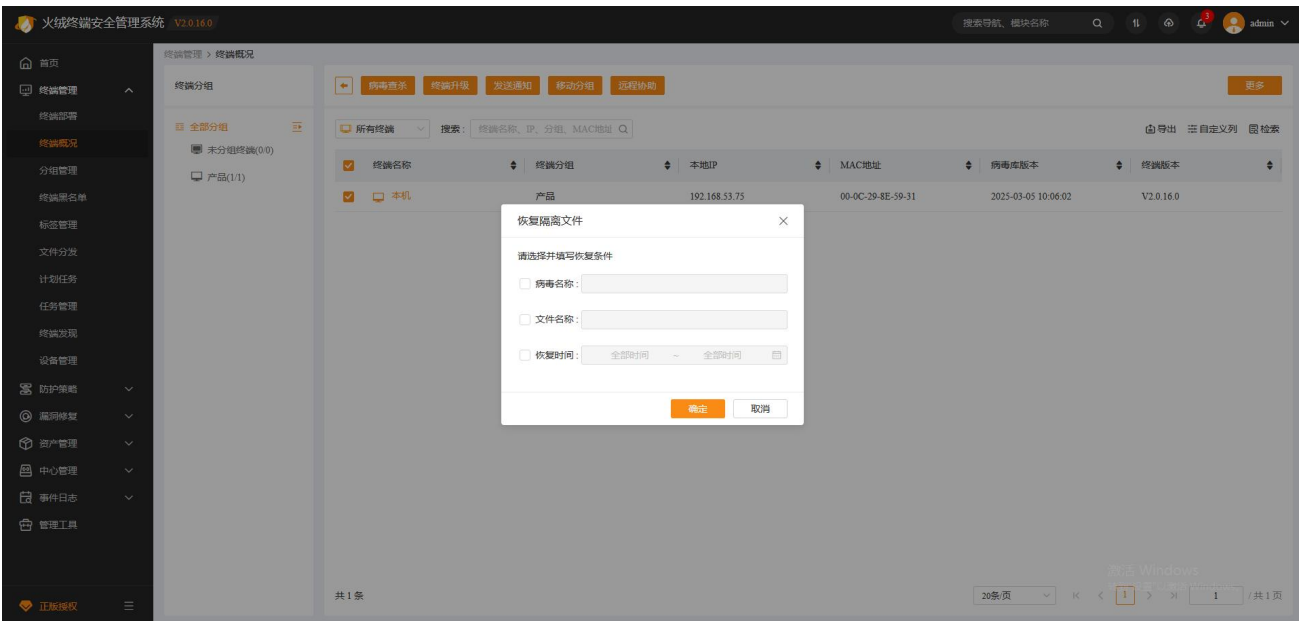 火绒终端安全管理系统 V2.0.16.0
搜索导航、模块名称
3
admin
首页
终端管理
终端部署
终端概况
分组管理
终端黑名单
标签管理
文件分发
计划任务
任务管理
终端发现
设备管理
防护策略
漏洞修复
资产管理
中心管理
事件日志
管理工具
正版授权
终端管理 > 终端概况
终端分组
全部分组
未分组终端(0/0)
产品(1/1)
病毒查杀 终端升级 发送通知 移动分组 远程协助 更多
所有终端 搜索: 终端名称、IP、分组、MAC地址 导出 自定义列 检索
终端名称 终端分组 本地IP MAC地址 病毒库版本 终端版本
本机 产品 192.168.53.75 00-0C-29-8E-59-31 2025-03-05 10:06:02 V2.0.16.0
恢复隔离文件
请选择并填写恢复条件
病毒名称:
文件名称:
恢复时间: 全部时间 ~ 全部时间
确定 取消
激活 Windows
共1条 20条/页 1 1 /共1页